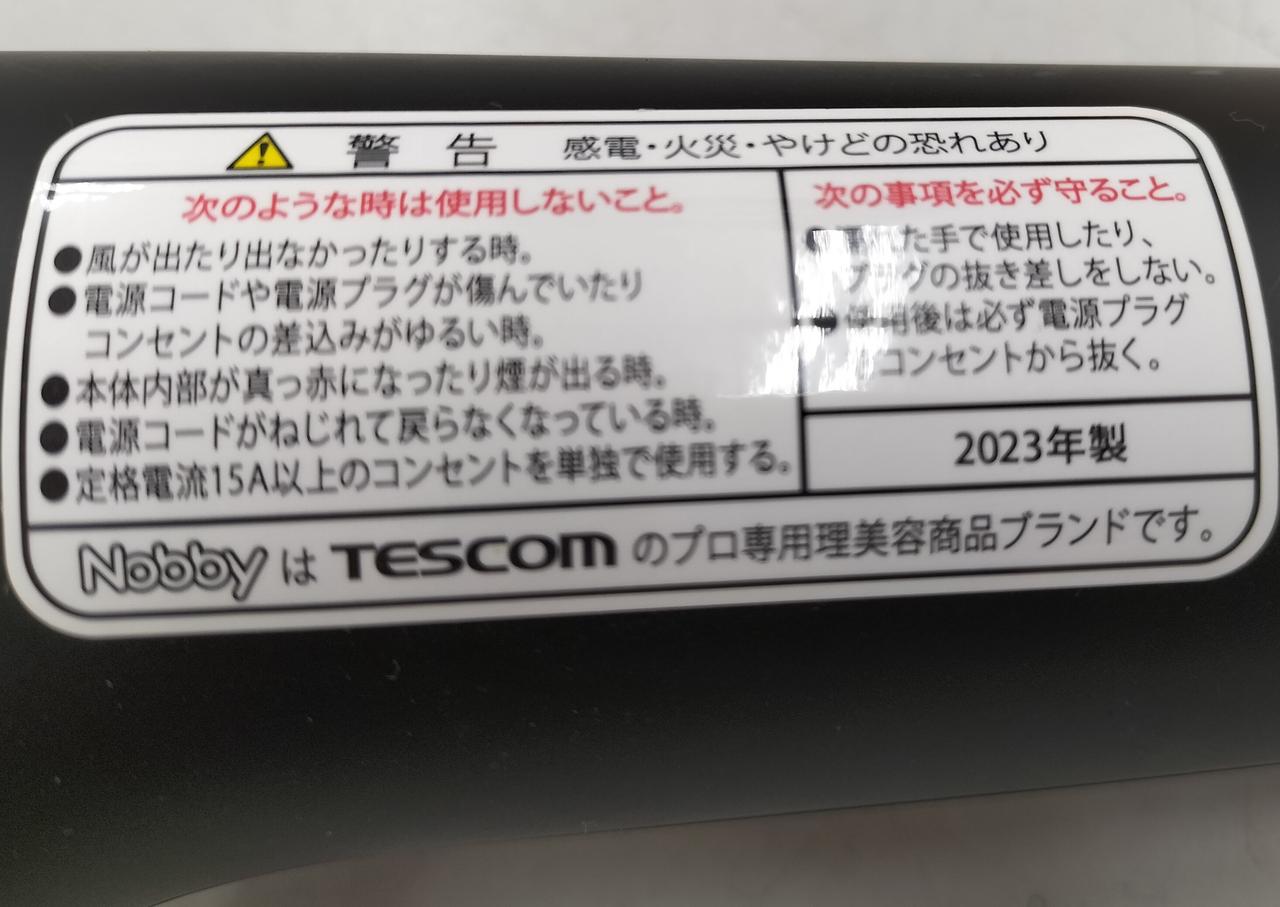 警告 感電・火災・やけどの恐れあり
次のような時は使用しないこと。
●風が出たり出なかったりする時。
●電源コードや電源プラグが傷んでいたり
コンセントの差込みがゆるい時。
●本体内部が真っ赤になったり煙が出る時。
●電源コードがねじれて戻らなくなっている時。
●定格電流15A以上のコンセントを単独で使用する。
次の事項を必ず守ること。
●た手で使用したり、
プラグの抜き差しをしない。
●使用後は必ず電源プラグ
コンセントから抜く。
2023年製
Nobby は TESCOM のプロ専用理美容商品ブランドです。